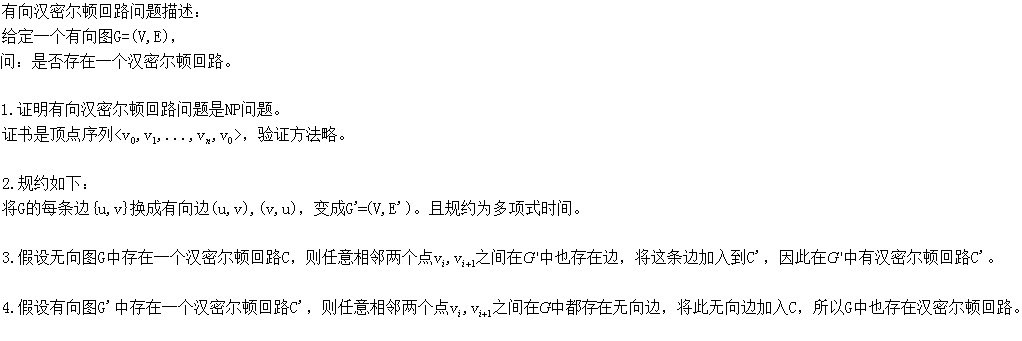 有向汉密尔顿回路问题描述：
给定一个有向图G=(V,E)，
问：是否存在一个汉密尔顿回路。
1.证明有向汉密尔顿回路问题是NP问题。
证书是顶点序列<v0,v1,...,vn,v0>，验证方法略。
2.规约如下：
将G的每条边{u,v}换成有向边(u,v),(v,u)，变成G'=(V,E')。且规约为多项式时间。
3.假设无向图G中存在一个汉密尔顿回路C，则任意相邻两个点vi,vi+1之间在G'中也存在边，将这条边加入到C'，因此在G'中有汉密尔顿回路C'。
4.假设有向图G'中存在一个汉密尔顿回路C'，则任意相邻两个点vi,vi+1之间在G中都存在无向边，将此无向边加入C，所以G中也存在汉密尔顿回路。